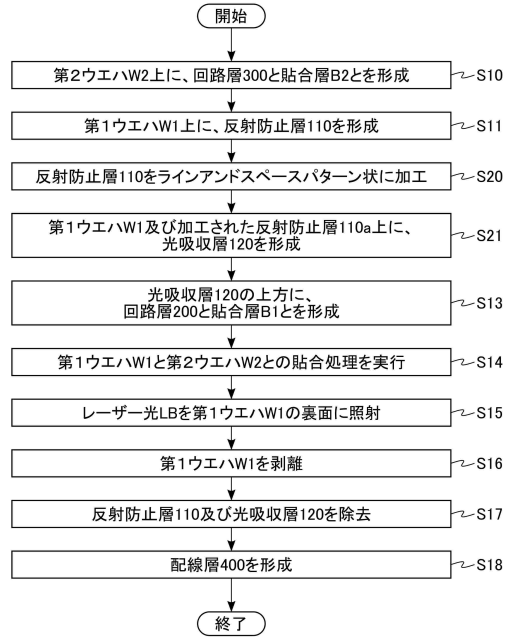 開始
第2ウエハW2上に、回路層300と貼合層B2とを形成
S10
第1ウエハW1上に、反射防止層110を形成
S11
反射防止層110をラインアンドスペースパターン状に加工
S20
第1ウエハW1及び加工された反射防止層110a上に、
光吸収層120を形成
S21
光吸収層120の上方に、
回路層200と貼合層B1とを形成
S13
第1ウエハW1と第2ウエハW2との貼合処理を実行
S14
レーザー光LBを第1ウエハW1の裏面に照射
S15
第1ウエハW1を剥離
S16
反射防止層110及び光吸収層120を除去
S17
配線層400を形成
S18
終了